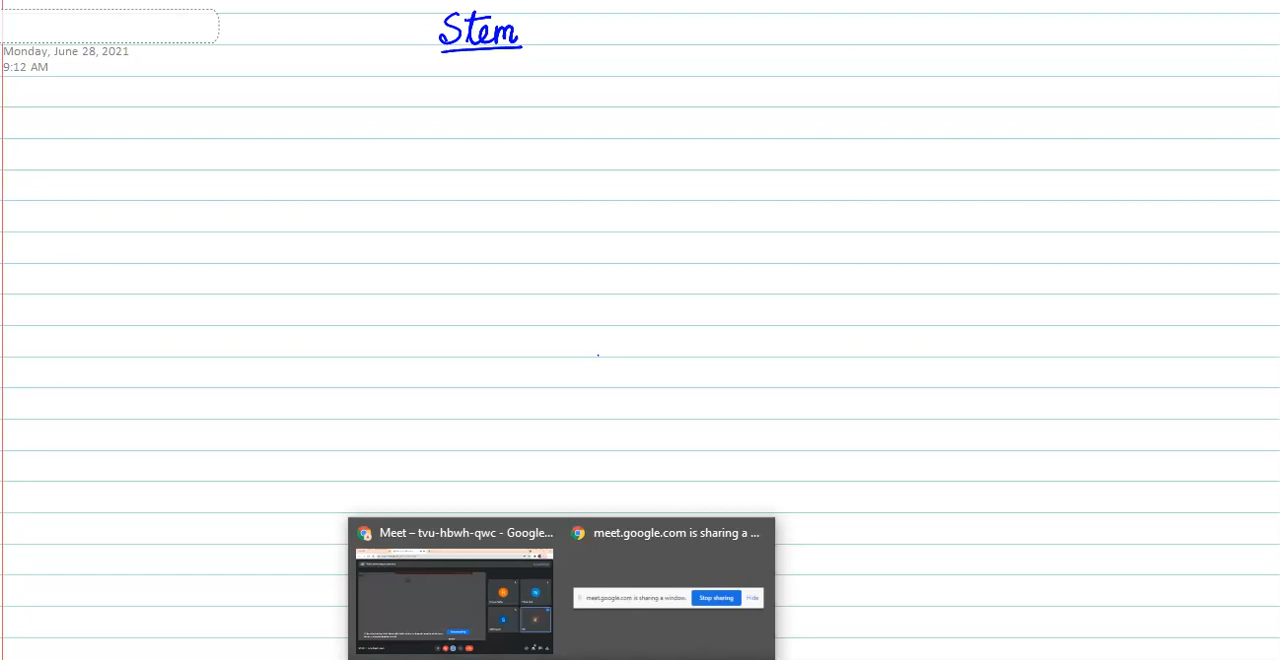 Stem
Monday, June 28, 2021
9:12 AM
Meet – tvu-hbwh-qwc - Google...
meet.google.com is sharing a ...
meet.google.com is sharing a window.
Stop sharing
Hide